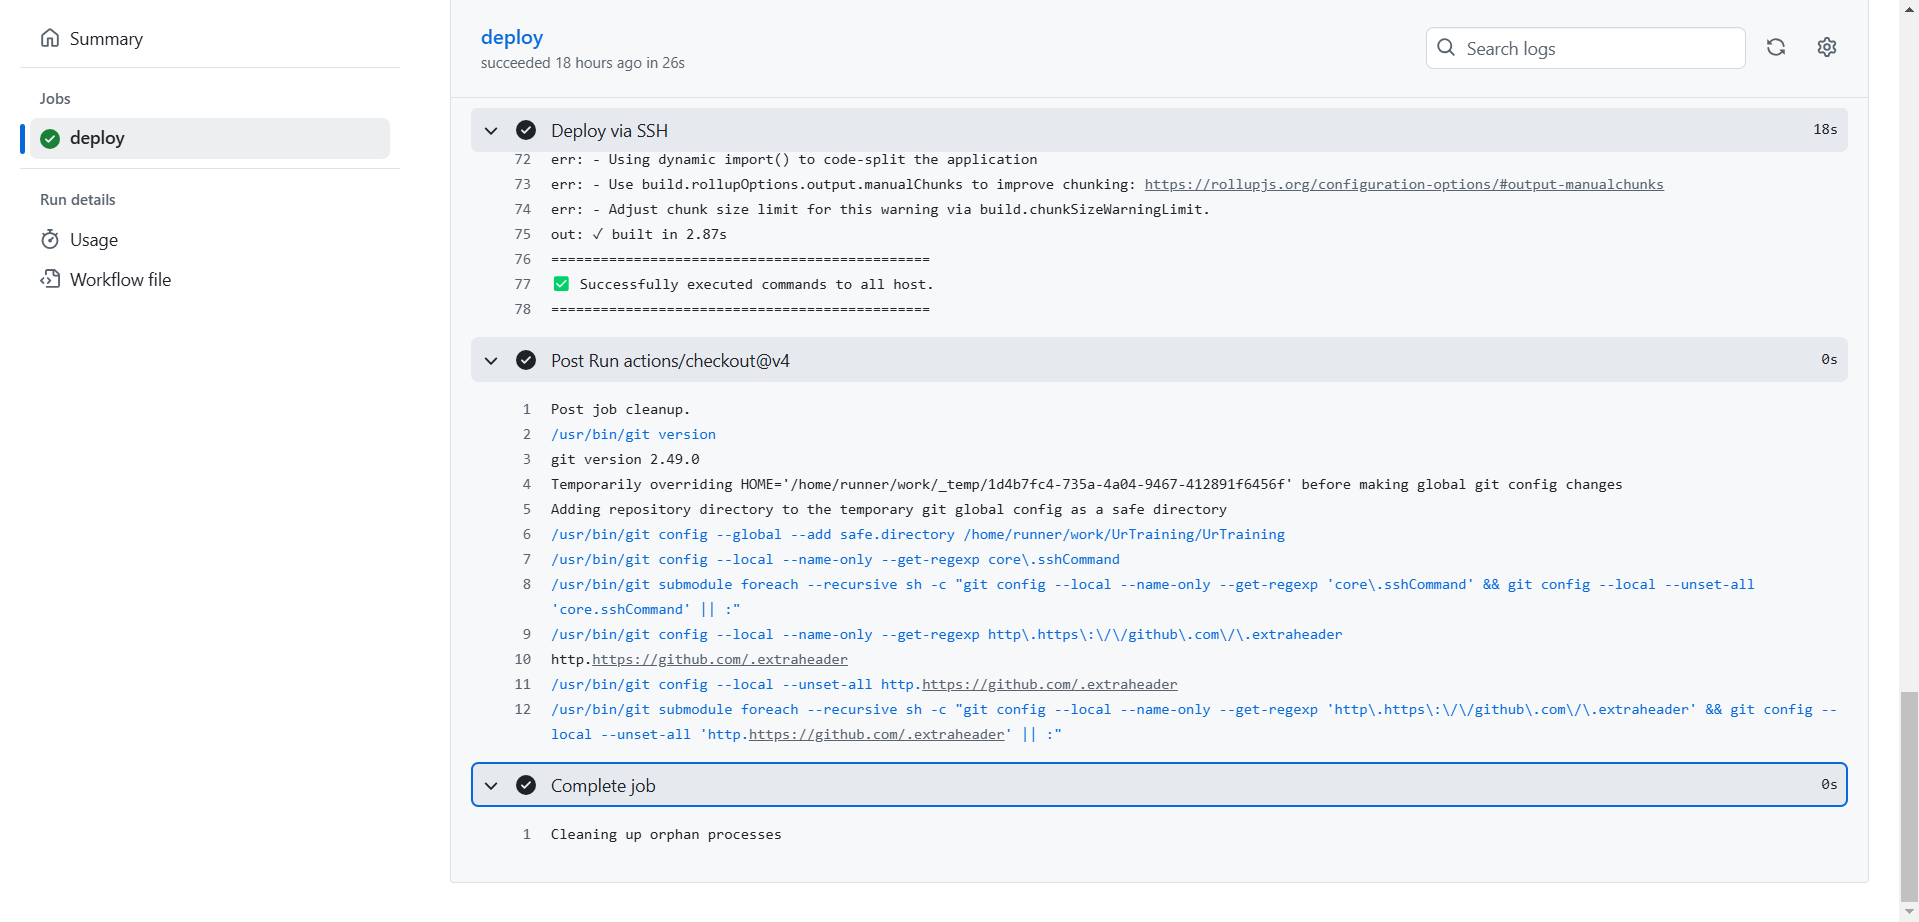 Summary
Jobs
deploy
Run details
Usage
Workflow file
deploy
succeeded 18 hours ago in 26s
Search logs
Deploy via SSH 18s
72 err: - Using dynamic import() to code-split the application
73 err: - Use build.rollupOptions.output.manualChunks to improve chunking: https://rollupjs.org/configuration-options/#output-manualchunks
74 err: - Adjust chunk size limit for this warning via build.chunkSizeWarningLimit.
75 out: ✓ built in 2.87s
76 ==============================================
77 ✅ Successfully executed commands to all host.
78 ==============================================
Post Run actions/checkout@v4 0s
1 Post job cleanup.
2 /usr/bin/git version
3 git version 2.49.0
4 Temporarily overriding HOME='/home/runner/work/_temp/1d4b7fc4-735a-4a04-9467-412891f6456f' before making global git config changes
5 Adding repository directory to the temporary git global config as a safe directory
6 /usr/bin/git config --global --add safe.directory /home/runner/work/UrTraining/UrTraining
7 /usr/bin/git config --local --name-only --get-regexp core\.sshCommand
8 /usr/bin/git submodule foreach --recursive sh -c "git config --local --name-only --get-regexp 'core\.sshCommand' && git config --local --unset-all
'core.sshCommand' || :"
9 /usr/bin/git config --local --name-only --get-regexp http\.https\:\/\/github\.com\/\.extraheader
10 http.https://github.com/.extraheader
11 /usr/bin/git config --local --unset-all http.https://github.com/.extraheader
12 /usr/bin/git submodule foreach --recursive sh -c "git config --local --name-only --get-regexp 'http\.https\:\/\/github\.com\/\.extraheader' && git config --
local --unset-all 'http.https://github.com/.extraheader' || :"
Complete job 0s
1 Cleaning up orphan processes